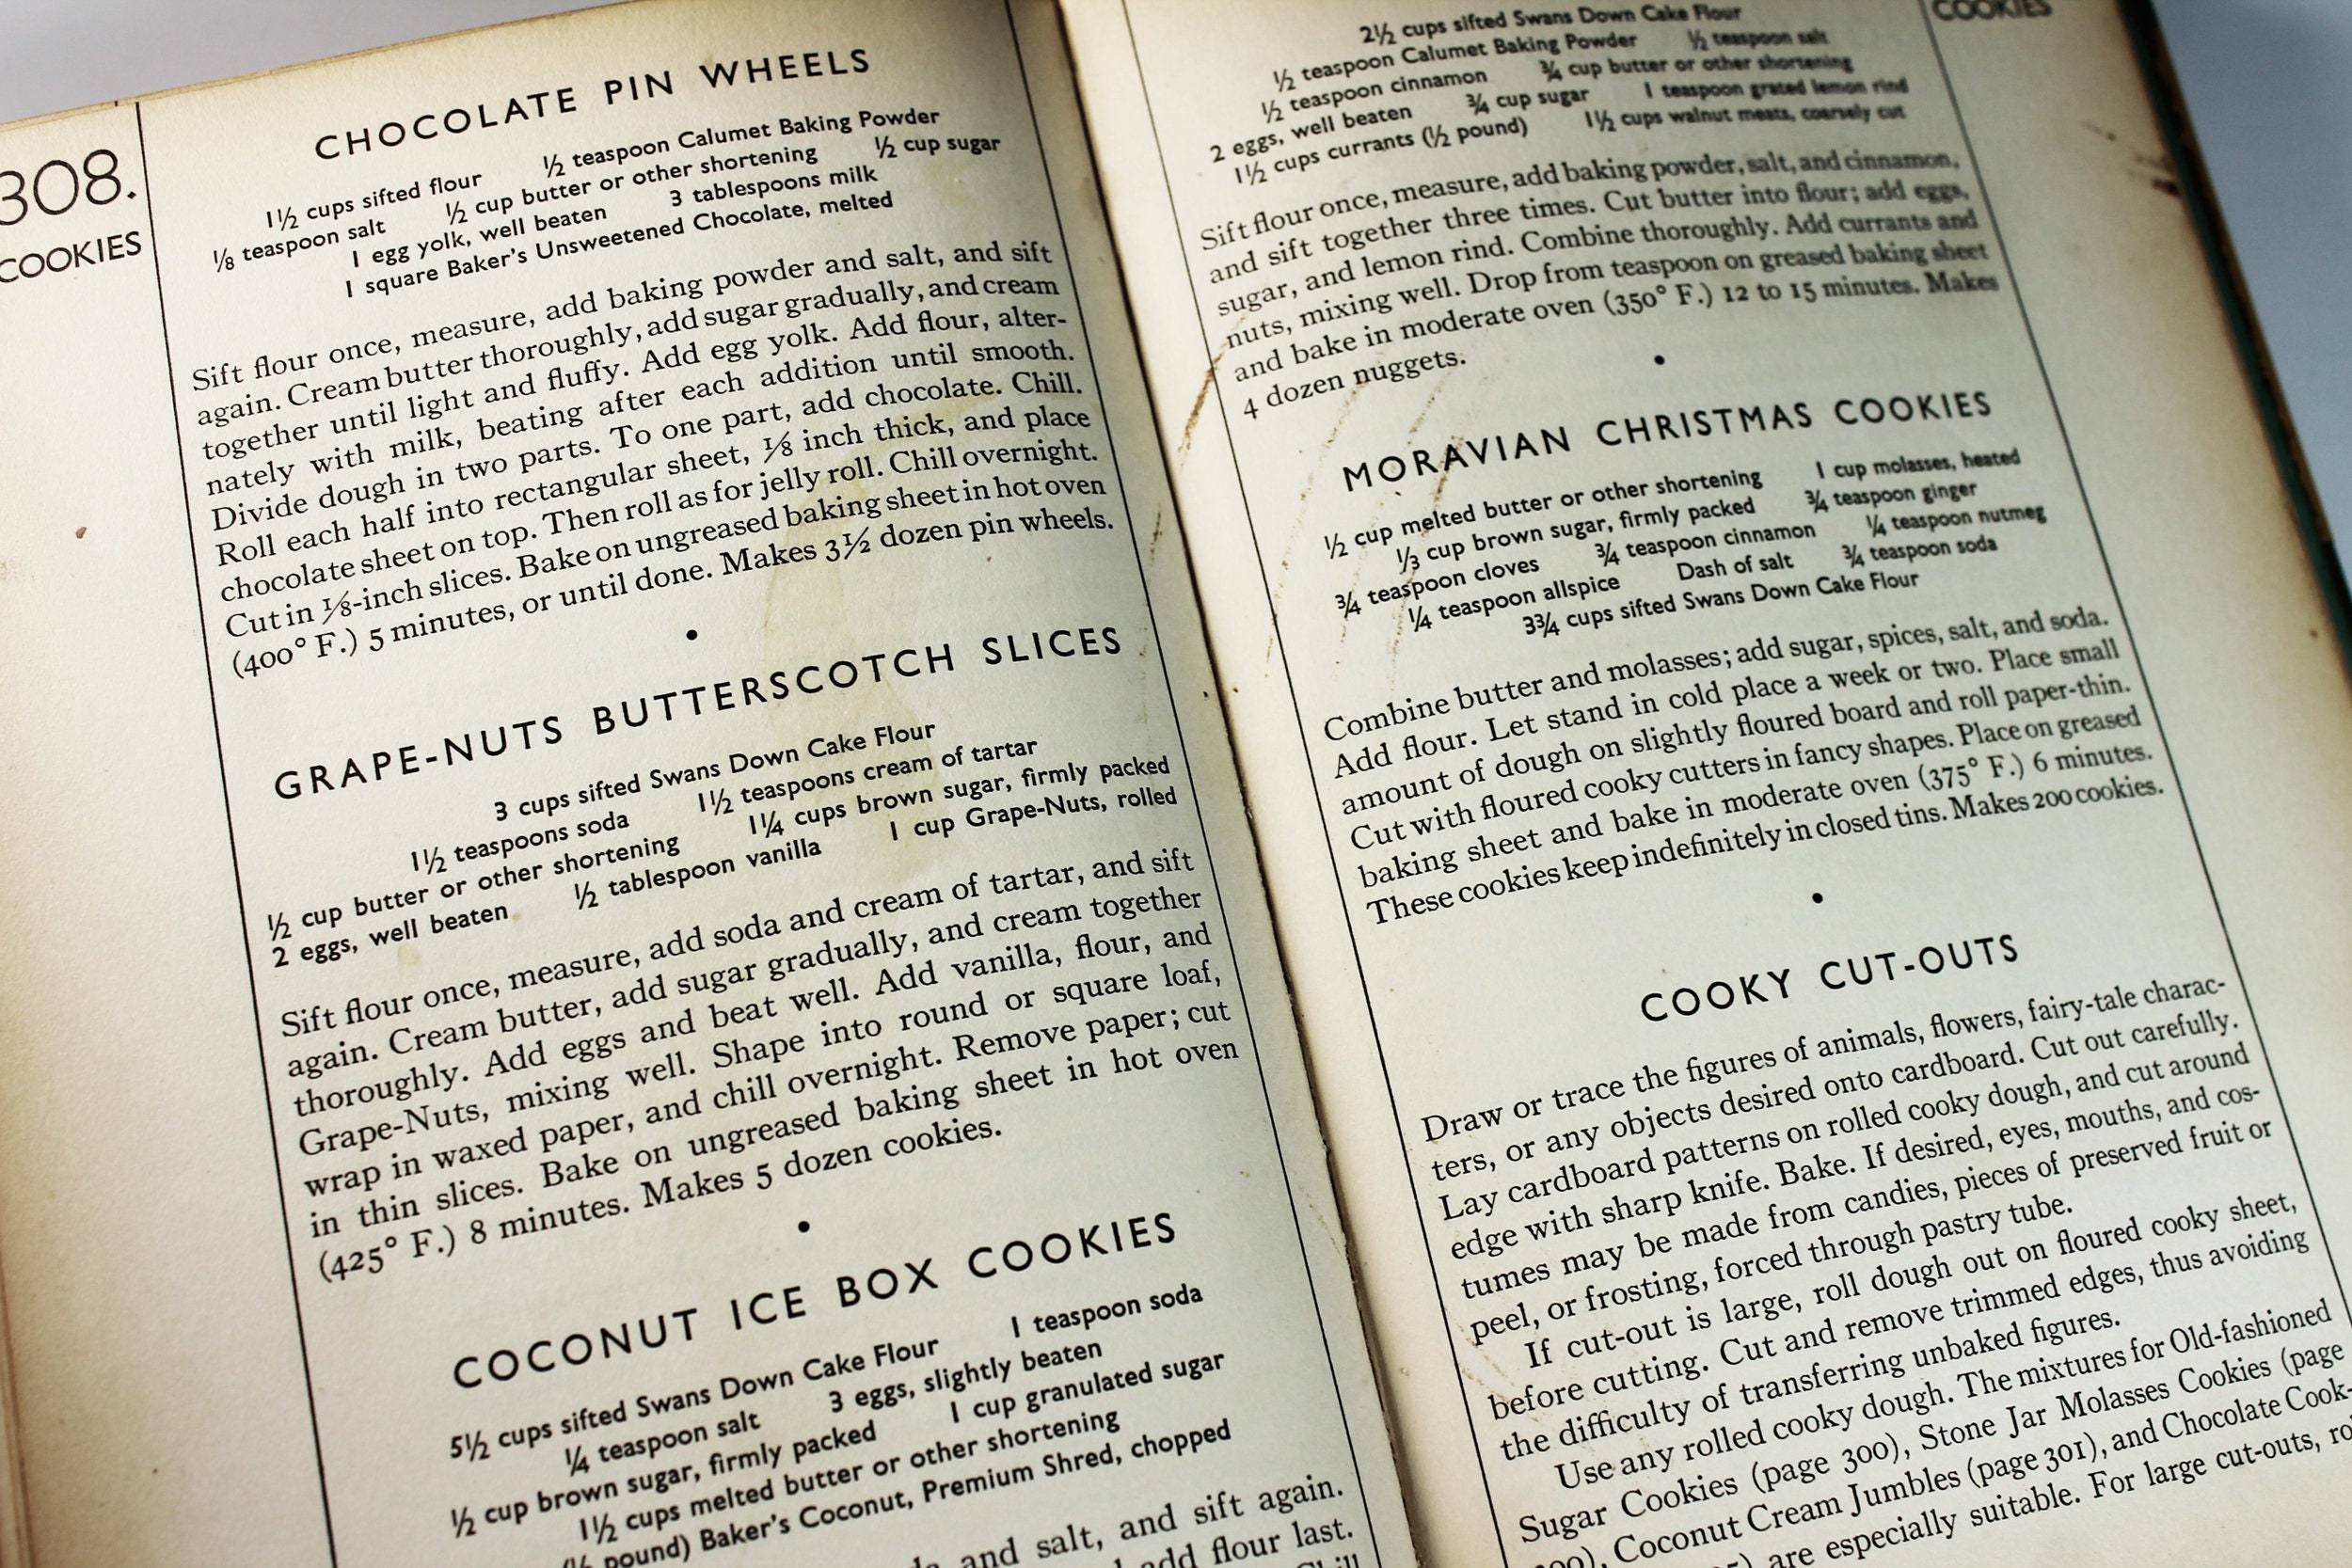 308.
COOKIES
CHOCOLATE PIN WHEELS
1½ cups sifted flour ½ teaspoon Calumet Baking Powder
⅛ teaspoon salt ½ cup butter or other shortening ½ cup sugar
1 egg yolk, well beaten 3 tablespoons milk
1 square Baker's Unsweetened Chocolate, melted
Sift flour once, measure, add baking powder and salt, and sift
again. Cream butter thoroughly, add sugar gradually, and cream
together until light and fluffy. Add egg yolk. Add flour, alter-
nately with milk, beating after each addition until smooth.
Divide dough in two parts. To one part, add chocolate. Chill.
Roll each half into rectangular sheet, ⅛ inch thick, and place
chocolate sheet on top. Then roll as for jelly roll. Chill overnight.
Cut in ⅛-inch slices. Bake on ungreased baking sheet in hot oven
(400° F.) 5 minutes, or until done. Makes 3½ dozen pin wheels.
•
GRAPE-NUTS BUTTERSCOTCH SLICES
3 cups sifted Swans Down Cake Flour
1½ teaspoons soda 1½ teaspoons cream of tartar
½ cup butter or other shortening 1¼ cups brown sugar, firmly packed
2 eggs, well beaten ½ tablespoon vanilla 1 cup Grape-Nuts, rolled
Sift flour once, measure, add soda and cream of tartar, and sift
again. Cream butter, add sugar gradually, and cream together
thoroughly. Add eggs and beat well. Add vanilla, flour, and
Grape-Nuts, mixing well. Shape into round or square loaf,
wrap in waxed paper, and chill overnight. Remove paper; cut
in thin slices. Bake on ungreased baking sheet in hot oven
(425° F.) 8 minutes. Makes 5 dozen cookies.
•
COCONUT ICE BOX COOKIES
5½ cups sifted Swans Down Cake Flour 1 teaspoon soda
¼ teaspoon salt 3 eggs, slightly beaten
½ cup brown sugar, firmly packed 1 cup granulated sugar
1½ cups melted butter or other shortening
pound) Baker's Coconut, Premium Shred, chopped
and salt, and sift again.
add flour last.
Chill
COOKIES
2½ cups sifted Swans Down Cake Flour
½ teaspoon Calumet Baking Powder ½ teaspoon salt
½ teaspoon cinnamon ¾ cup butter or other shortening
2 eggs, well beaten ¾ cup sugar 1 teaspoon grated lemon rind
1½ cups currants (½ pound) 1½ cups walnut meats, coarsely cut
Sift flour once, measure, add baking powder, salt, and cinnamon,
and sift together three times. Cut butter into flour; add eggs,
sugar, and lemon rind. Combine thoroughly. Add currants and
nuts, mixing well. Drop from teaspoon on greased baking sheet
and bake in moderate oven (350° F.) 12 to 15 minutes. Makes
4 dozen nuggets.
•
MORAVIAN CHRISTMAS COOKIES
½ cup melted butter or other shortening 1 cup molasses, heated
⅓ cup brown sugar, firmly packed ¾ teaspoon ginger
¾ teaspoon cloves ¾ teaspoon cinnamon ¼ teaspoon nutmeg
¼ teaspoon allspice Dash of salt ¾ teaspoon soda
3¾ cups sifted Swans Down Cake Flour
Combine butter and molasses; add sugar, spices, salt, and soda.
Add flour. Let stand in cold place a week or two. Place small
amount of dough on slightly floured board and roll paper-thin.
Cut with floured cooky cutters in fancy shapes. Place on greased
baking sheet and bake in moderate oven (375° F.) 6 minutes.
These cookies keep indefinitely in closed tins. Makes 200 cookies.
•
COOKY CUT-OUTS
Draw or trace the figures of animals, flowers, fairy-tale charac-
ters, or any objects desired onto cardboard. Cut out carefully.
Lay cardboard patterns on rolled cooky dough, and cut around
edge with sharp knife. Bake. If desired, eyes, mouths, and cos-
tumes may be made from candies, pieces of preserved fruit or
peel, or frosting, forced through pastry tube.
If cut-out is large, roll dough out on floured cooky sheet,
before cutting. Cut and remove trimmed edges, thus avoiding
the difficulty of transferring unbaked figures.
Use any rolled cooky dough. The mixtures for Old-fashioned
Sugar Cookies (page 300), Stone Jar Molasses Cookies (page
Coconut Cream Jumbles (page 301), and Chocolate Cook-
are especially suitable. For large cut-outs,